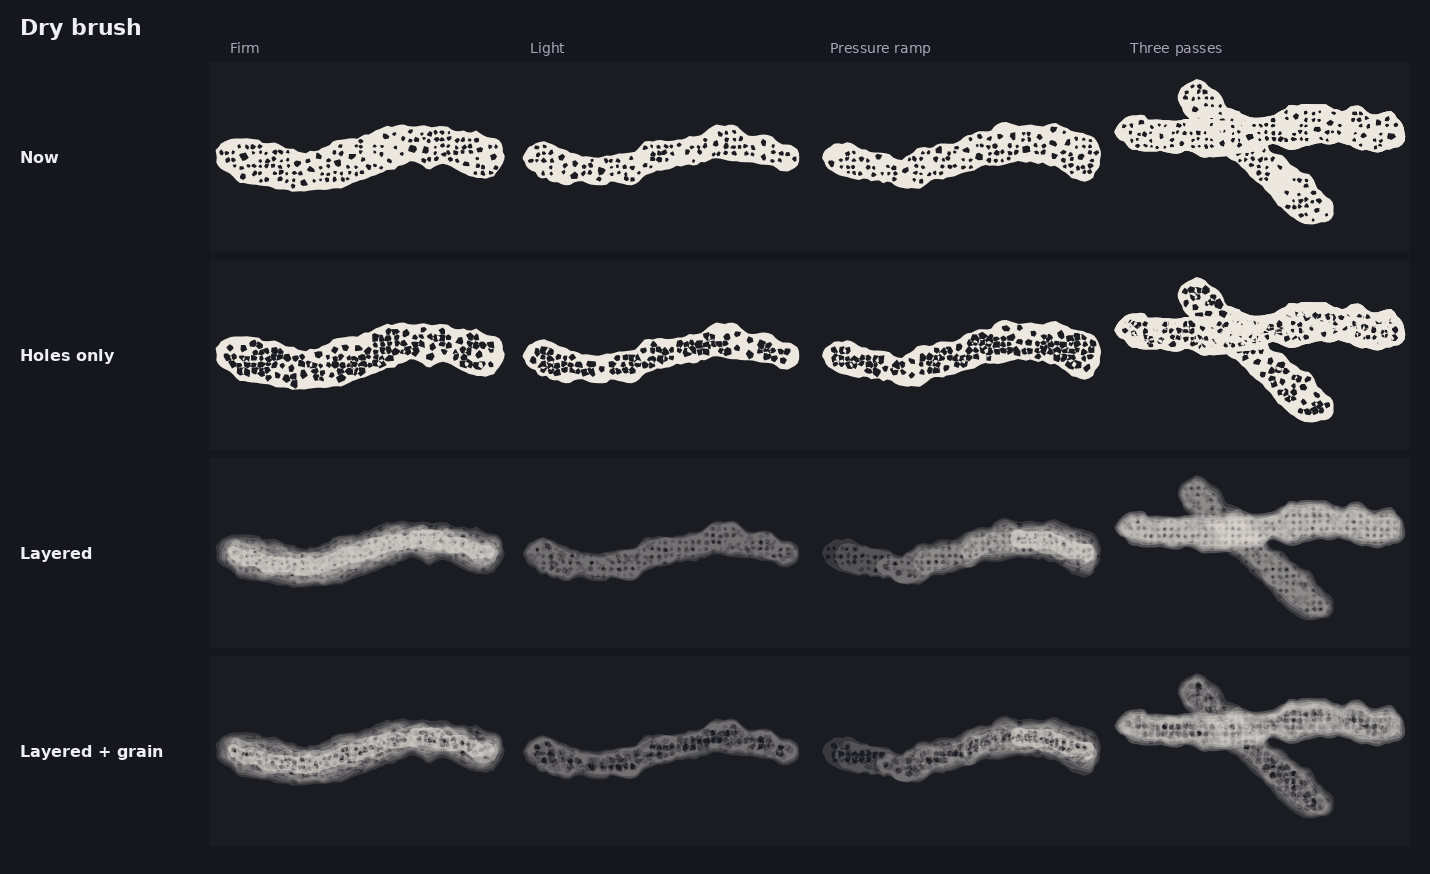 Dry brush
Firm Light Pressure ramp Three passes
Now
Holes only
Layered
Layered + grain